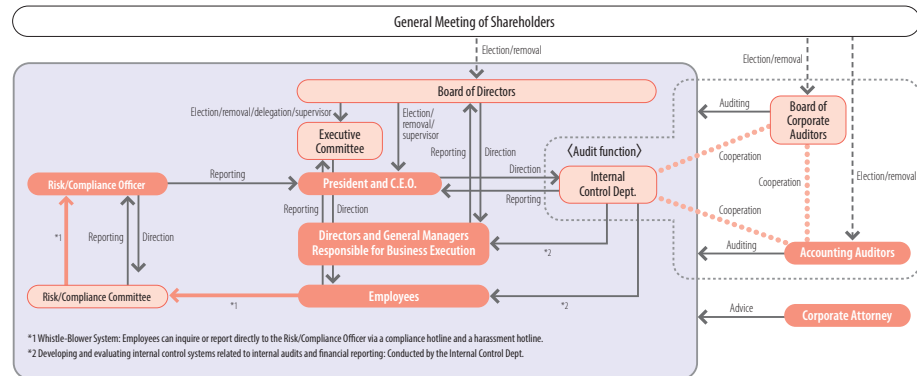 General Meeting of Shareholders
Election/removal
Election/removal
Board of Directors
Election/removal/delegation/supervisor
Election/
removal/
supervisor
Auditing
Board of
Corporate
Auditors
Executive
Committee
Reporting
Direction
〈Audit function〉
Cooperation
Risk/Compliance Officer
Reporting
President and C.E.O.
Direction
Reporting
Internal
Control Dept.
Cooperation
Election/removal
Reporting
Direction
Cooperation
*1
Reporting
Direction
Directors and General Managers
Responsible for Business Execution
*2
Auditing
Accounting Auditors
Risk/Compliance Committee
*1
Employees
*2
Advice
Corporate Attorney
*1 Whistle-Blower System: Employees can inquire or report directly to the Risk/Compliance Officer via a compliance hotline and a harassment hotline.
*2 Developing and evaluating internal control systems related to internal audits and financial reporting: Conducted by the Internal Control Dept.